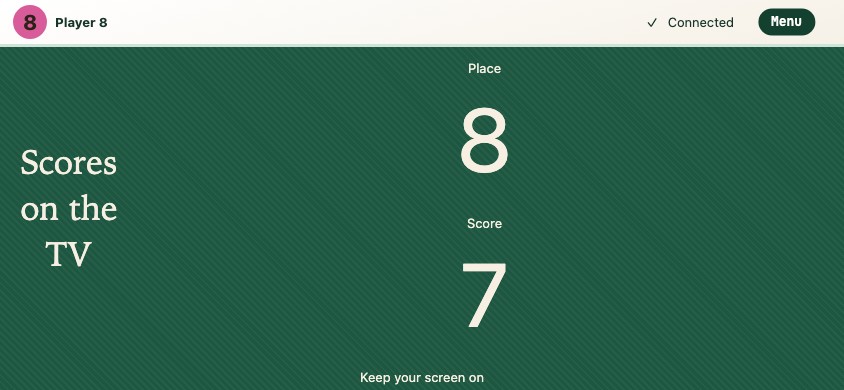 8 Player 8
✓ Connected
Menu
Scores
on the
TV
Place
8
Score
7
Keep your screen on